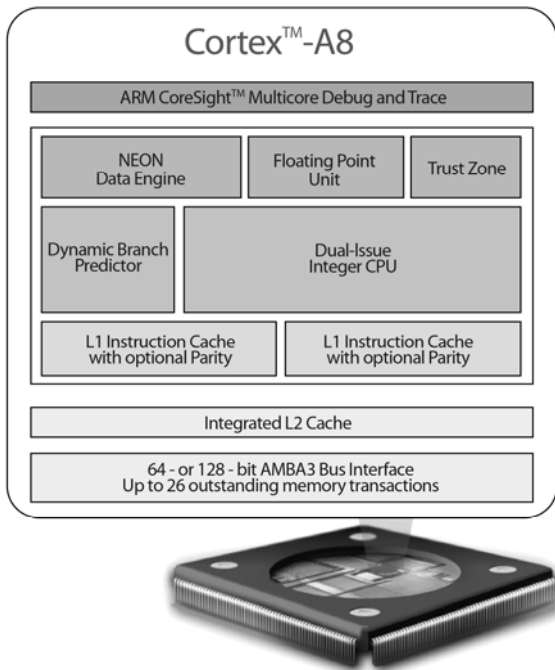 Cortex™-A8
ARM CoreSight™ Multicore Debug and Trace
NEON
Data Engine
Floating Point
Unit
Trust Zone
Dynamic Branch
Predictor
Dual-Issue
Integer CPU
L1 Instruction Cache
with optional Parity
L1 Instruction Cache
with optional Parity
Integrated L2 Cache
64 - or 128 - bit AMBA3 Bus Interface
Up to 26 outstanding memory transactions